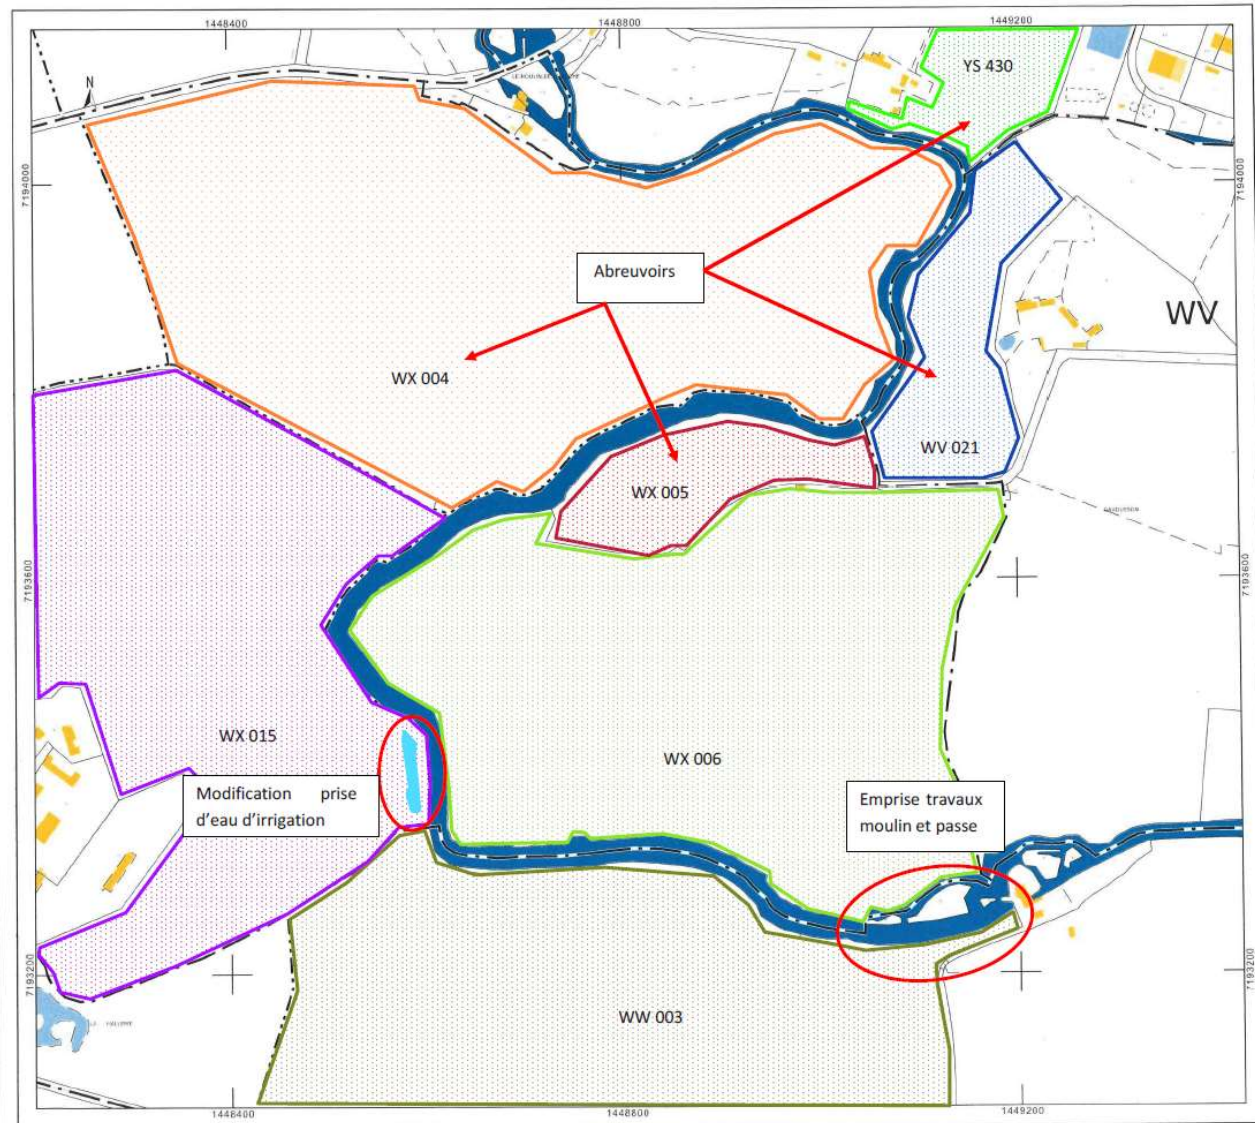 1448400
1448800
1449200
YS 430
N
7194000
7194000
Abreuvoirs
WV
WX 004
WV 021
WX 005
7193600
7193600
WX 015
WX 006
Modification prise
d'eau d'irrigation
Emprise travaux
moulin et passe
7193200
7193200
WW 003
1448400
1448800
1449200